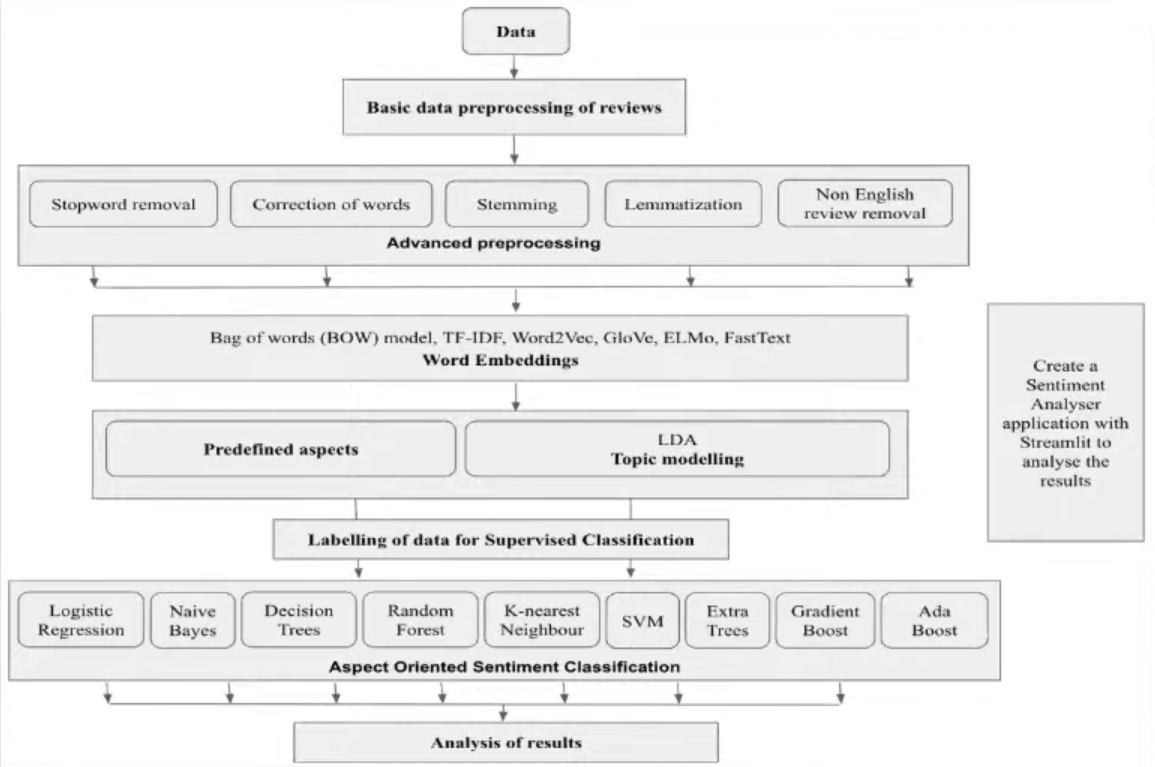 Data
Basic data preprocessing of reviews
Stopword removal
Correction of words
Stemming
Lemmatization
Non English
review removal
Advanced preprocessing
Bag of words (BOW) model, TF-IDF, Word2Vec, GloVe, ELMo, FastText
Word Embeddings
Predefined aspects
LDA
Topic modelling
Labelling of data for Supervised Classification
Logistic
Regression
Naive
Bayes
Decision
Trees
Random
Forest
K-nearest
Neighbour
SVM
Extra
Trees
Gradient
Boost
Ada
Boost
Aspect Oriented Sentiment Classification
Analysis of results
Create a
Sentiment
Analyser
application with
Streamlit to
analyse the
results